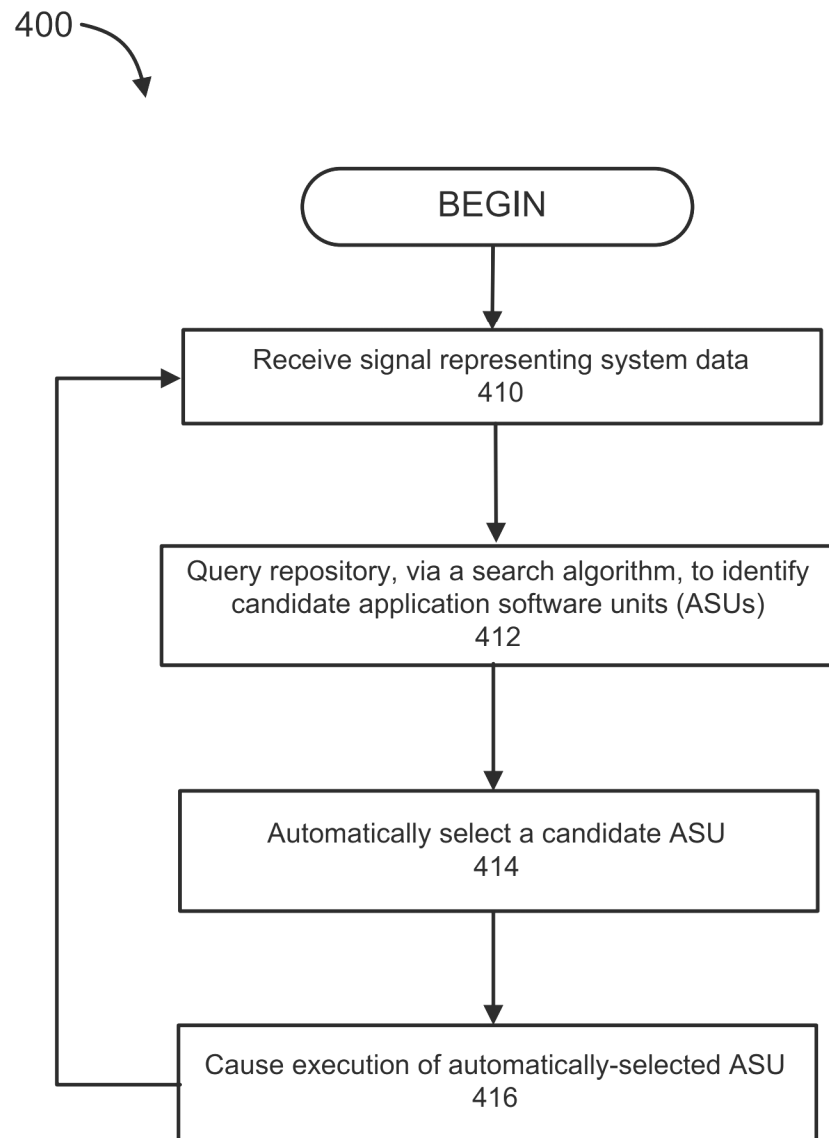 400
BEGIN
Receive signal representing system data
410
Query repository, via a search algorithm, to identify
candidate application software units (ASUs)
412
Automatically select a candidate ASU
414
Cause execution of automatically-selected ASU
416